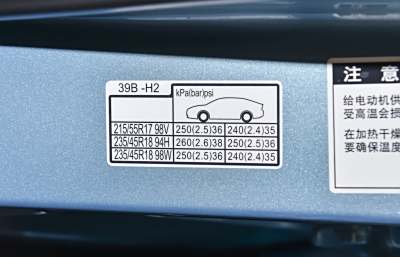 39B -H2
kPa(bar)psi
215/55R17 98V 250(2.5)36 240(2.4)35
235/45R18 94H 260(2.6)38 250(2.5)36
235/45R18 98W 250(2.5)36 240(2.4)35
注 意
给电动机供
受高温会损
在加热干燥
要确保温度